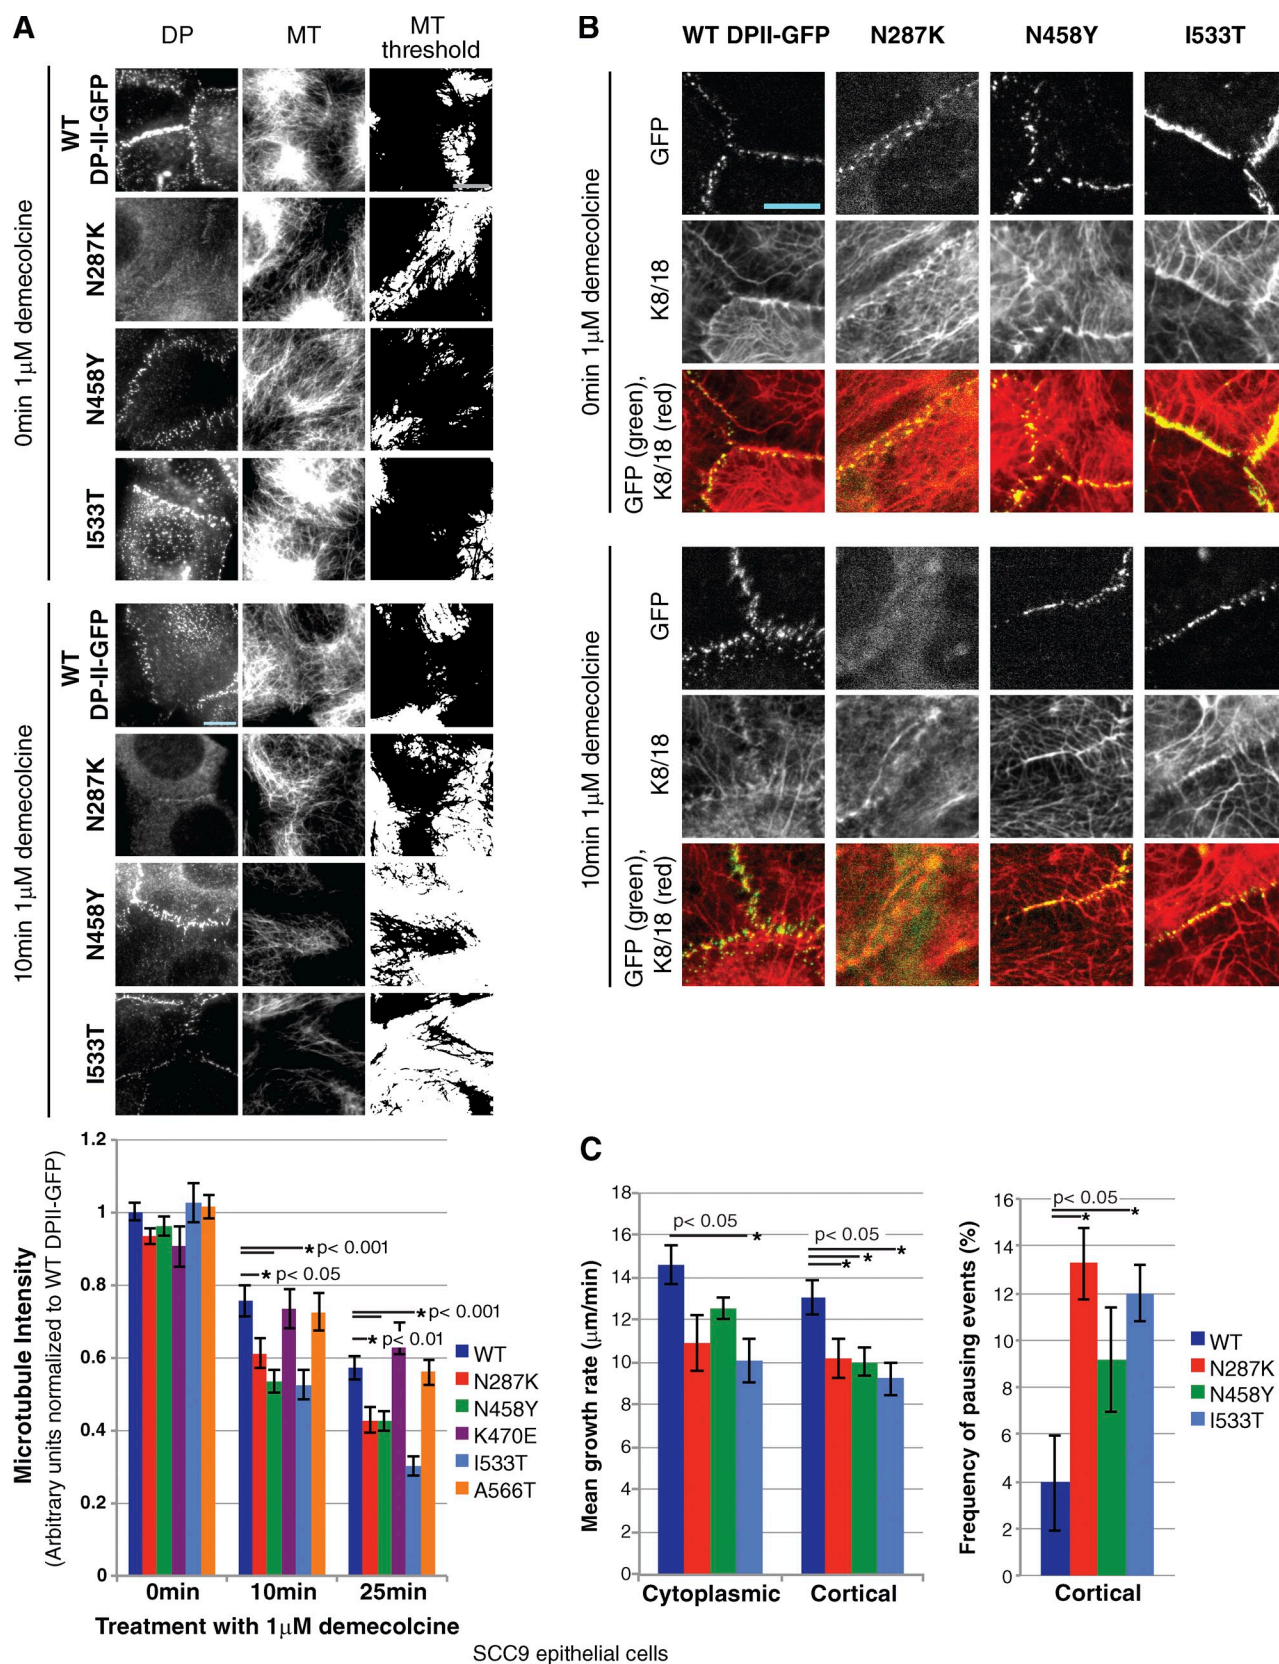 A
DP
MT
MT
threshold
0min 1μM demecolcine
WT
DP-II-GFP
N287K
N458Y
I533T
10min 1μM demecolcine
WT
DP-II-GFP
N287K
N458Y
I533T
B
WT DPII-GFP
N287K
N458Y
I533T
0min 1μM demecolcine
GFP
K8/18
GFP (green),
K8/18 (red)
10min 1μM demecolcine
GFP
K8/18
GFP (green),
K8/18 (red)
Microtubule Intensity
(Arbitrary units normalized to WT DPII-GFP)
1.2
1
0.8
0.6
0.4
0.2
0
* p< 0.001
* p< 0.05
* p< 0.001
* p< 0.01
0min
10min
25min
Treatment with 1μM demecolcine
WT
N287K
N458Y
K470E
I533T
A566T
C
Mean growth rate (μm/min)
18
16
14
12
10
8
6
4
2
0
p< 0.05
*
p< 0.05
*
*
*
Cytoplasmic
Cortical
Frequency of pausing events (%)
16
14
12
10
8
6
4
2
0
p< 0.05
*
*
Cortical
WT
N287K
N458Y
I533T
SCC9 epithelial cells